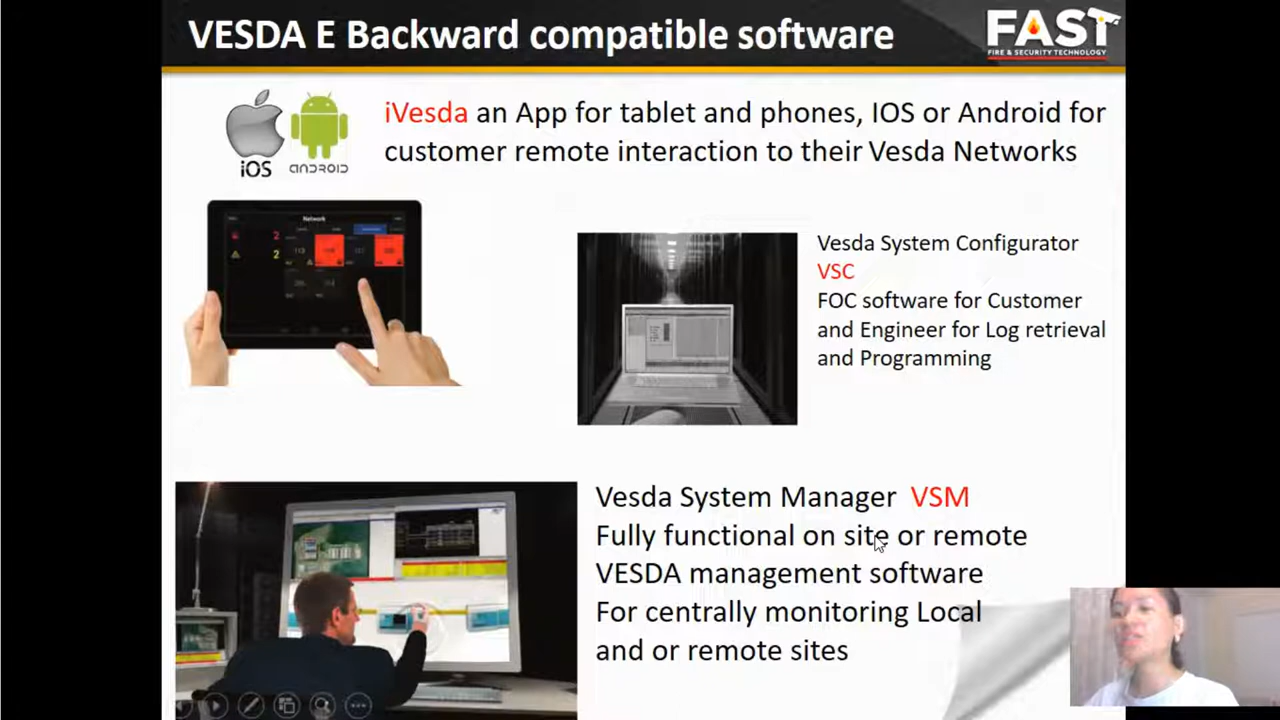 VESDA E Backward compatible software
FAST
FIRE & SECURITY TECHNOLOGY
iVesda an App for tablet and phones, IOS or Android for
customer remote interaction to their Vesda Networks
iOS
ANDROID
Network
2
2
Vesda System Configurator
VSC
FOC software for Customer
and Engineer for Log retrieval
and Programming
Vesda System Manager VSM
Fully functional on site or remote
VESDA management software
For centrally monitoring Local
and or remote sites